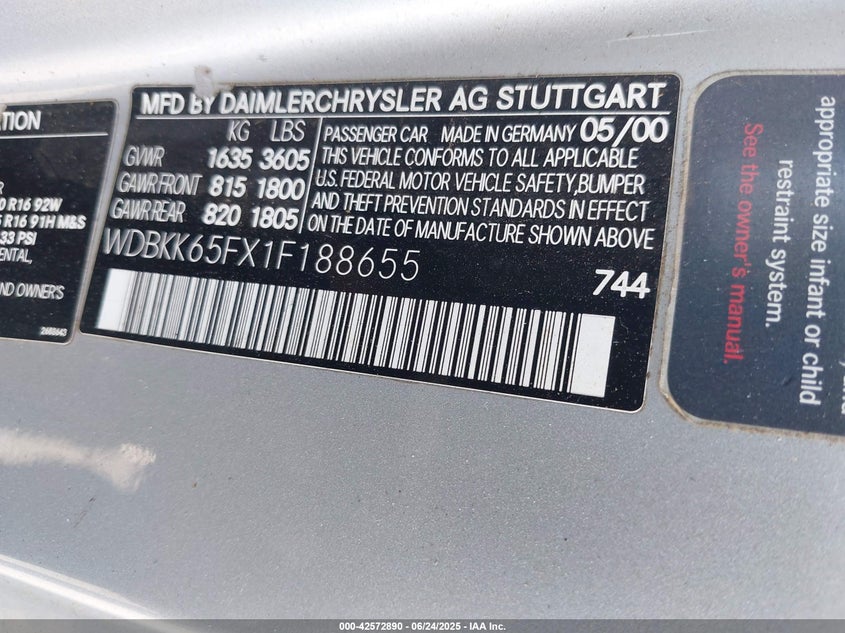 MFD BY DAIMLERCHRYSLER AG STUTTGART
KG LBS
GVWR 1635 3605
GAWR FRONT 815 1800
GAWR REAR 820 1805
PASSENGER CAR MADE IN GERMANY 05/00
THIS VEHICLE CONFORMS TO ALL APPLICABLE
U.S. FEDERAL MOTOR VEHICLE SAFETY, BUMPER
AND THEFT PREVENTION STANDARDS IN EFFECT
ON THE DATE OF MANUFACTURE SHOWN ABOVE
WDBKK65FX1F188655
744
R16 92W
R16 91H M&S
33 PSI
ND OWNER'S
2688643
appropriate size infant or child
restraint system.
See the owner's manual.
000-42572890 - 06/24/2025 - IAA Inc.